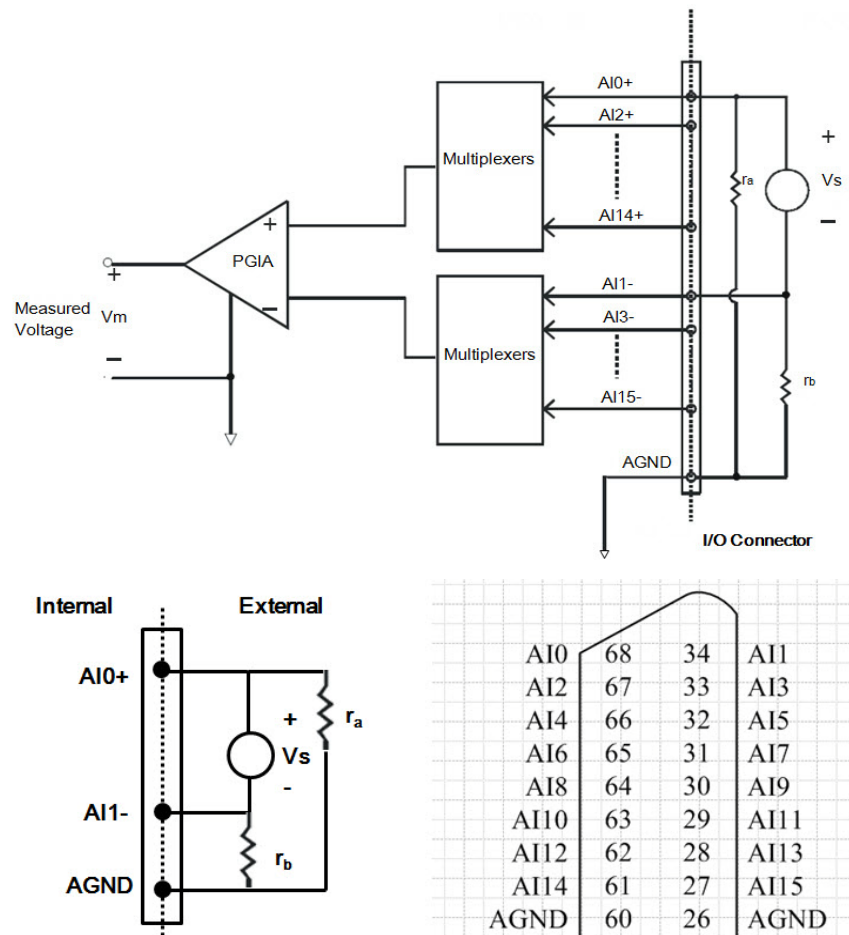 AI0+
AI2+
Multiplexers
AI14+
ra
+
Vs
−
+
PGIA
−
+
Measured Vm
Voltage
−
AI1-
AI3-
Multiplexers
AI15-
rb
AGND
I/O Connector
Internal External
AI0+
+
Vs
-
ra
AI1-
rb
AGND
AI0 68 34 AI1
AI2 67 33 AI3
AI4 66 32 AI5
AI6 65 31 AI7
AI8 64 30 AI9
AI10 63 29 AI11
AI12 62 28 AI13
AI14 61 27 AI15
AGND 60 26 AGND